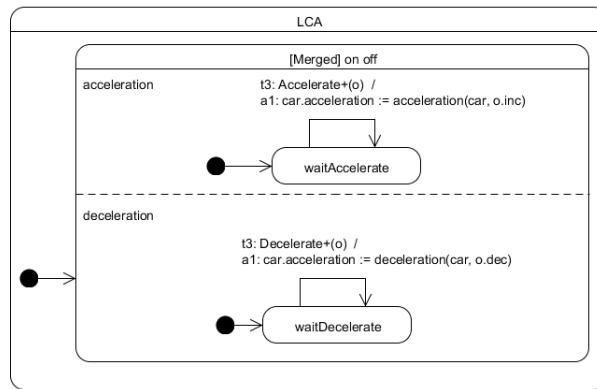 LCA
[Merged] on off
acceleration
t3: Accelerate+(o) /
a1: car.acceleration := acceleration(car, o.inc)
waitAccelerate
deceleration
t3: Decelerate+(o) /
a1: car.acceleration := deceleration(car, o.dec)
waitDecelerate